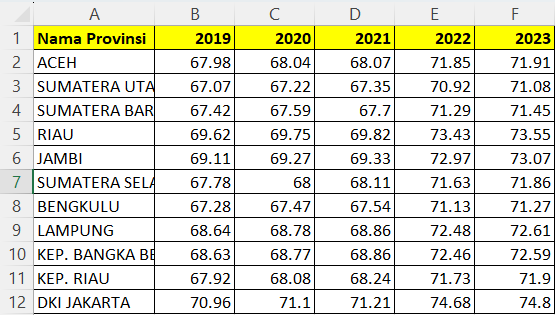 A B C D E F
1 Nama Provinsi 2019 2020 2021 2022 2023
2 ACEH 67.98 68.04 68.07 71.85 71.91
3 SUMATERA UTA 67.07 67.22 67.35 70.92 71.08
4 SUMATERA BAR 67.42 67.59 67.7 71.29 71.45
5 RIAU 69.62 69.75 69.82 73.43 73.55
6 JAMBI 69.11 69.27 69.33 72.97 73.07
7 SUMATERA SELA 67.78 68 68.11 71.63 71.86
8 BENGKULU 67.28 67.47 67.54 71.13 71.27
9 LAMPUNG 68.64 68.78 68.86 72.48 72.61
10 KEP. BANGKA BE 68.63 68.77 68.86 72.46 72.59
11 KEP. RIAU 67.92 68.08 68.24 71.73 71.9
12 DKI JAKARTA 70.96 71.1 71.21 74.68 74.8